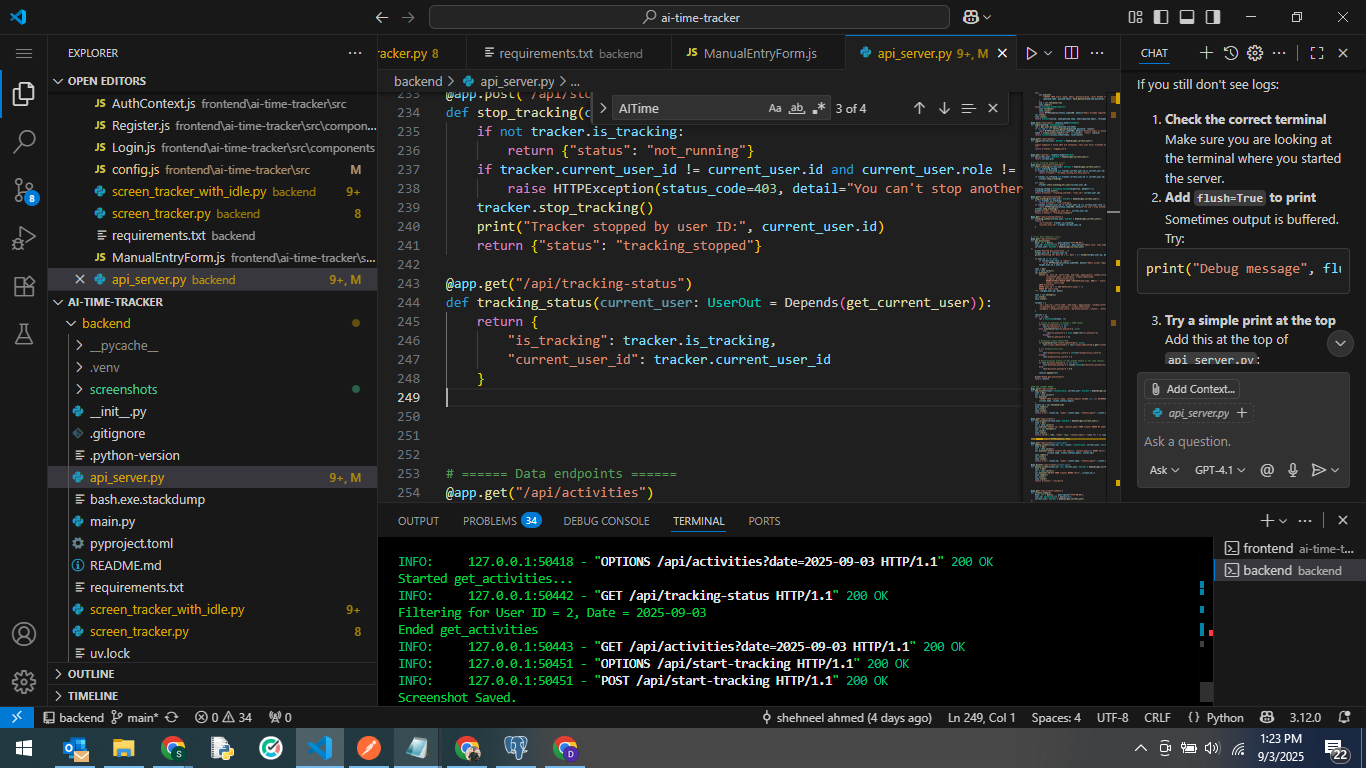 ai-time-tracker
EXPLORER
OPEN EDITORS
AuthContext.js frontend\ai-time-tracker\src
Register.js frontend\ai-time-tracker\src\compon...
Login.js frontend\ai-time-tracker\src\components
config.js frontend\ai-time-tracker\src M
screen_tracker_with_idle.py backend 9+
screen_tracker.py backend 8
requirements.txt backend
ManualEntryForm.js frontend\ai-time-tracker\s...
api_server.py backend 9+, M
AI-TIME-TRACKER
backend
__pycache__
.venv
screenshots
__init__.py
.gitignore
.python-version
api_server.py 9+, M
bash.exe.stackdump
main.py
pyproject.toml
README.md
requirements.txt
screen_tracker_with_idle.py 9+
screen_tracker.py 8
uv.lock
OUTLINE
TIMELINE
8
racker.py 8
requirements.txt backend
ManualEntryForm.js
api_server.py 9+, M
backend > api_server.py > ...
AITime
Aa ab .* 3 of 4
234 def stop_tracking(c
235 if not tracker.is_tracking:
236 return {"status": "not_running"}
237 if tracker.current_user_id != current_user.id and current_user.role !=
238 raise HTTPException(status_code=403, detail="You can't stop another
239 tracker.stop_tracking()
240 print("Tracker stopped by user ID:", current_user.id)
241 return {"status": "tracking_stopped"}
242
243 @app.get("/api/tracking-status")
244 def tracking_status(current_user: UserOut = Depends(get_current_user)):
245 return {
246 "is_tracking": tracker.is_tracking,
247 "current_user_id": tracker.current_user_id
248 }
249
250
251
252
253 # ====== Data endpoints ======
254 @app.get("/api/activities")
CHAT
If you still don't see logs:
1. Check the correct terminal
Make sure you are looking at
the terminal where you started
the server.
2. Add flush=True to print
Sometimes output is buffered.
Try:
print("Debug message", flu
3. Try a simple print at the top
Add this at the top of
api_server.py:
Add Context...
api_server.py
Ask a question.
Ask GPT-4.1
OUTPUT PROBLEMS 34 DEBUG CONSOLE TERMINAL PORTS
INFO: 127.0.0.1:50418 - "OPTIONS /api/activities?date=2025-09-03 HTTP/1.1" 200 OK
Started get_activities...
INFO: 127.0.0.1:50442 - "GET /api/tracking-status HTTP/1.1" 200 OK
Filtering for User ID = 2, Date = 2025-09-03
Ended get_activities
INFO: 127.0.0.1:50443 - "GET /api/activities?date=2025-09-03 HTTP/1.1" 200 OK
INFO: 127.0.0.1:50451 - "OPTIONS /api/start-tracking HTTP/1.1" 200 OK
INFO: 127.0.0.1:50451 - "POST /api/start-tracking HTTP/1.1" 200 OK
Screenshot Saved.
frontend ai-time-t...
backend backend
backend main* 0 34 0
shehneel ahmed (4 days ago) Ln 249, Col 1 Spaces: 4 UTF-8 CRLF {} Python 3.12.0
1:23 PM
9/3/2025
22